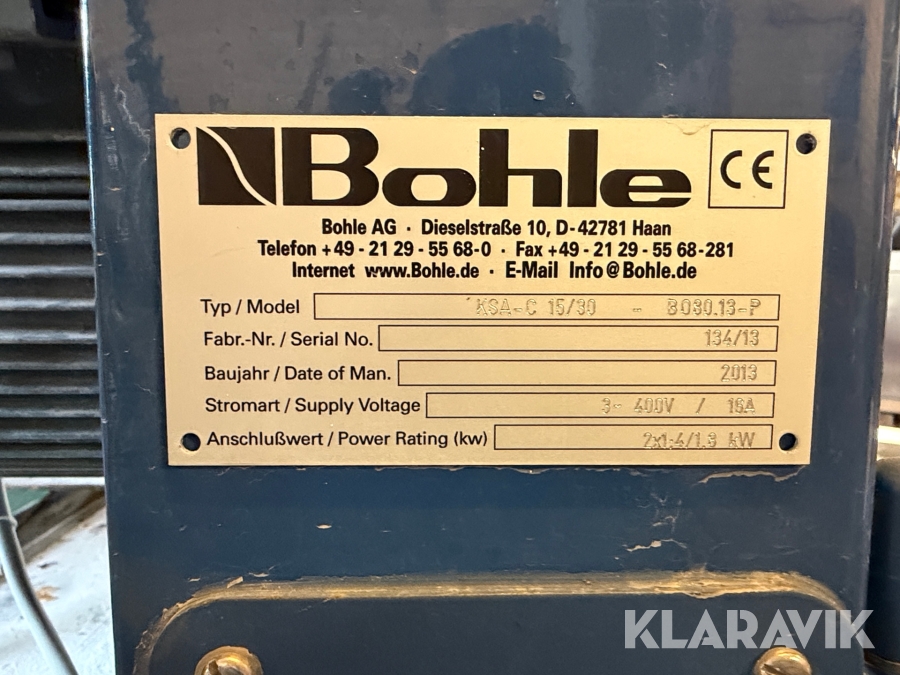 Bohle
CE
Bohle AG · Dieselstraße 10, D-42781 Haan
Telefon +49 - 21 29 - 55 68-0 · Fax +49 - 21 29 - 55 68-281
Internet www.Bohle.de · E-Mail Info@Bohle.de
Typ / Model KSA-C 15/30 - BO80.13-P
Fabr.-Nr. / Serial No. 134/13
Baujahr / Date of Man. 2013
Stromart / Supply Voltage 3~ 400V / 16A
Anschlußwert / Power Rating (kw) 2x1.4/1.8 kW
KLARAVIK